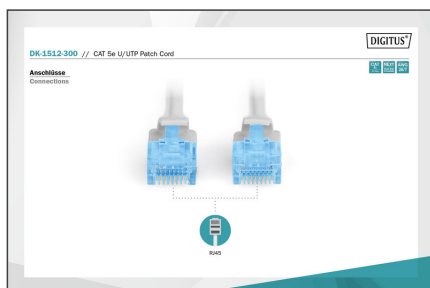 DIGITUS®
DK-1512-300 // CAT 5e U/UTP Patch Cord
Anschlüsse
Connections
RJ45